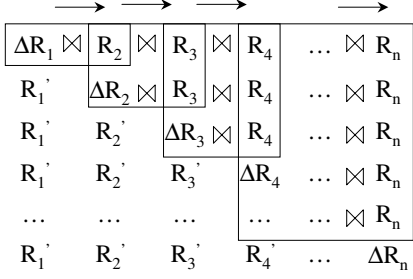 ΔR₁ ⋈ R₂ ⋈ R₃ ⋈ R₄ … ⋈ Rₙ
R₁’ ΔR₂ ⋈ R₃ ⋈ R₄ … ⋈ Rₙ
R₁’ R₂’ ΔR₃ ⋈ R₄ … ⋈ Rₙ
R₁’ R₂’ R₃’ ΔR₄ … ⋈ Rₙ
… … … … ⋈ Rₙ
R₁’ R₂’ R₃’ R₄’ … ΔRₙ